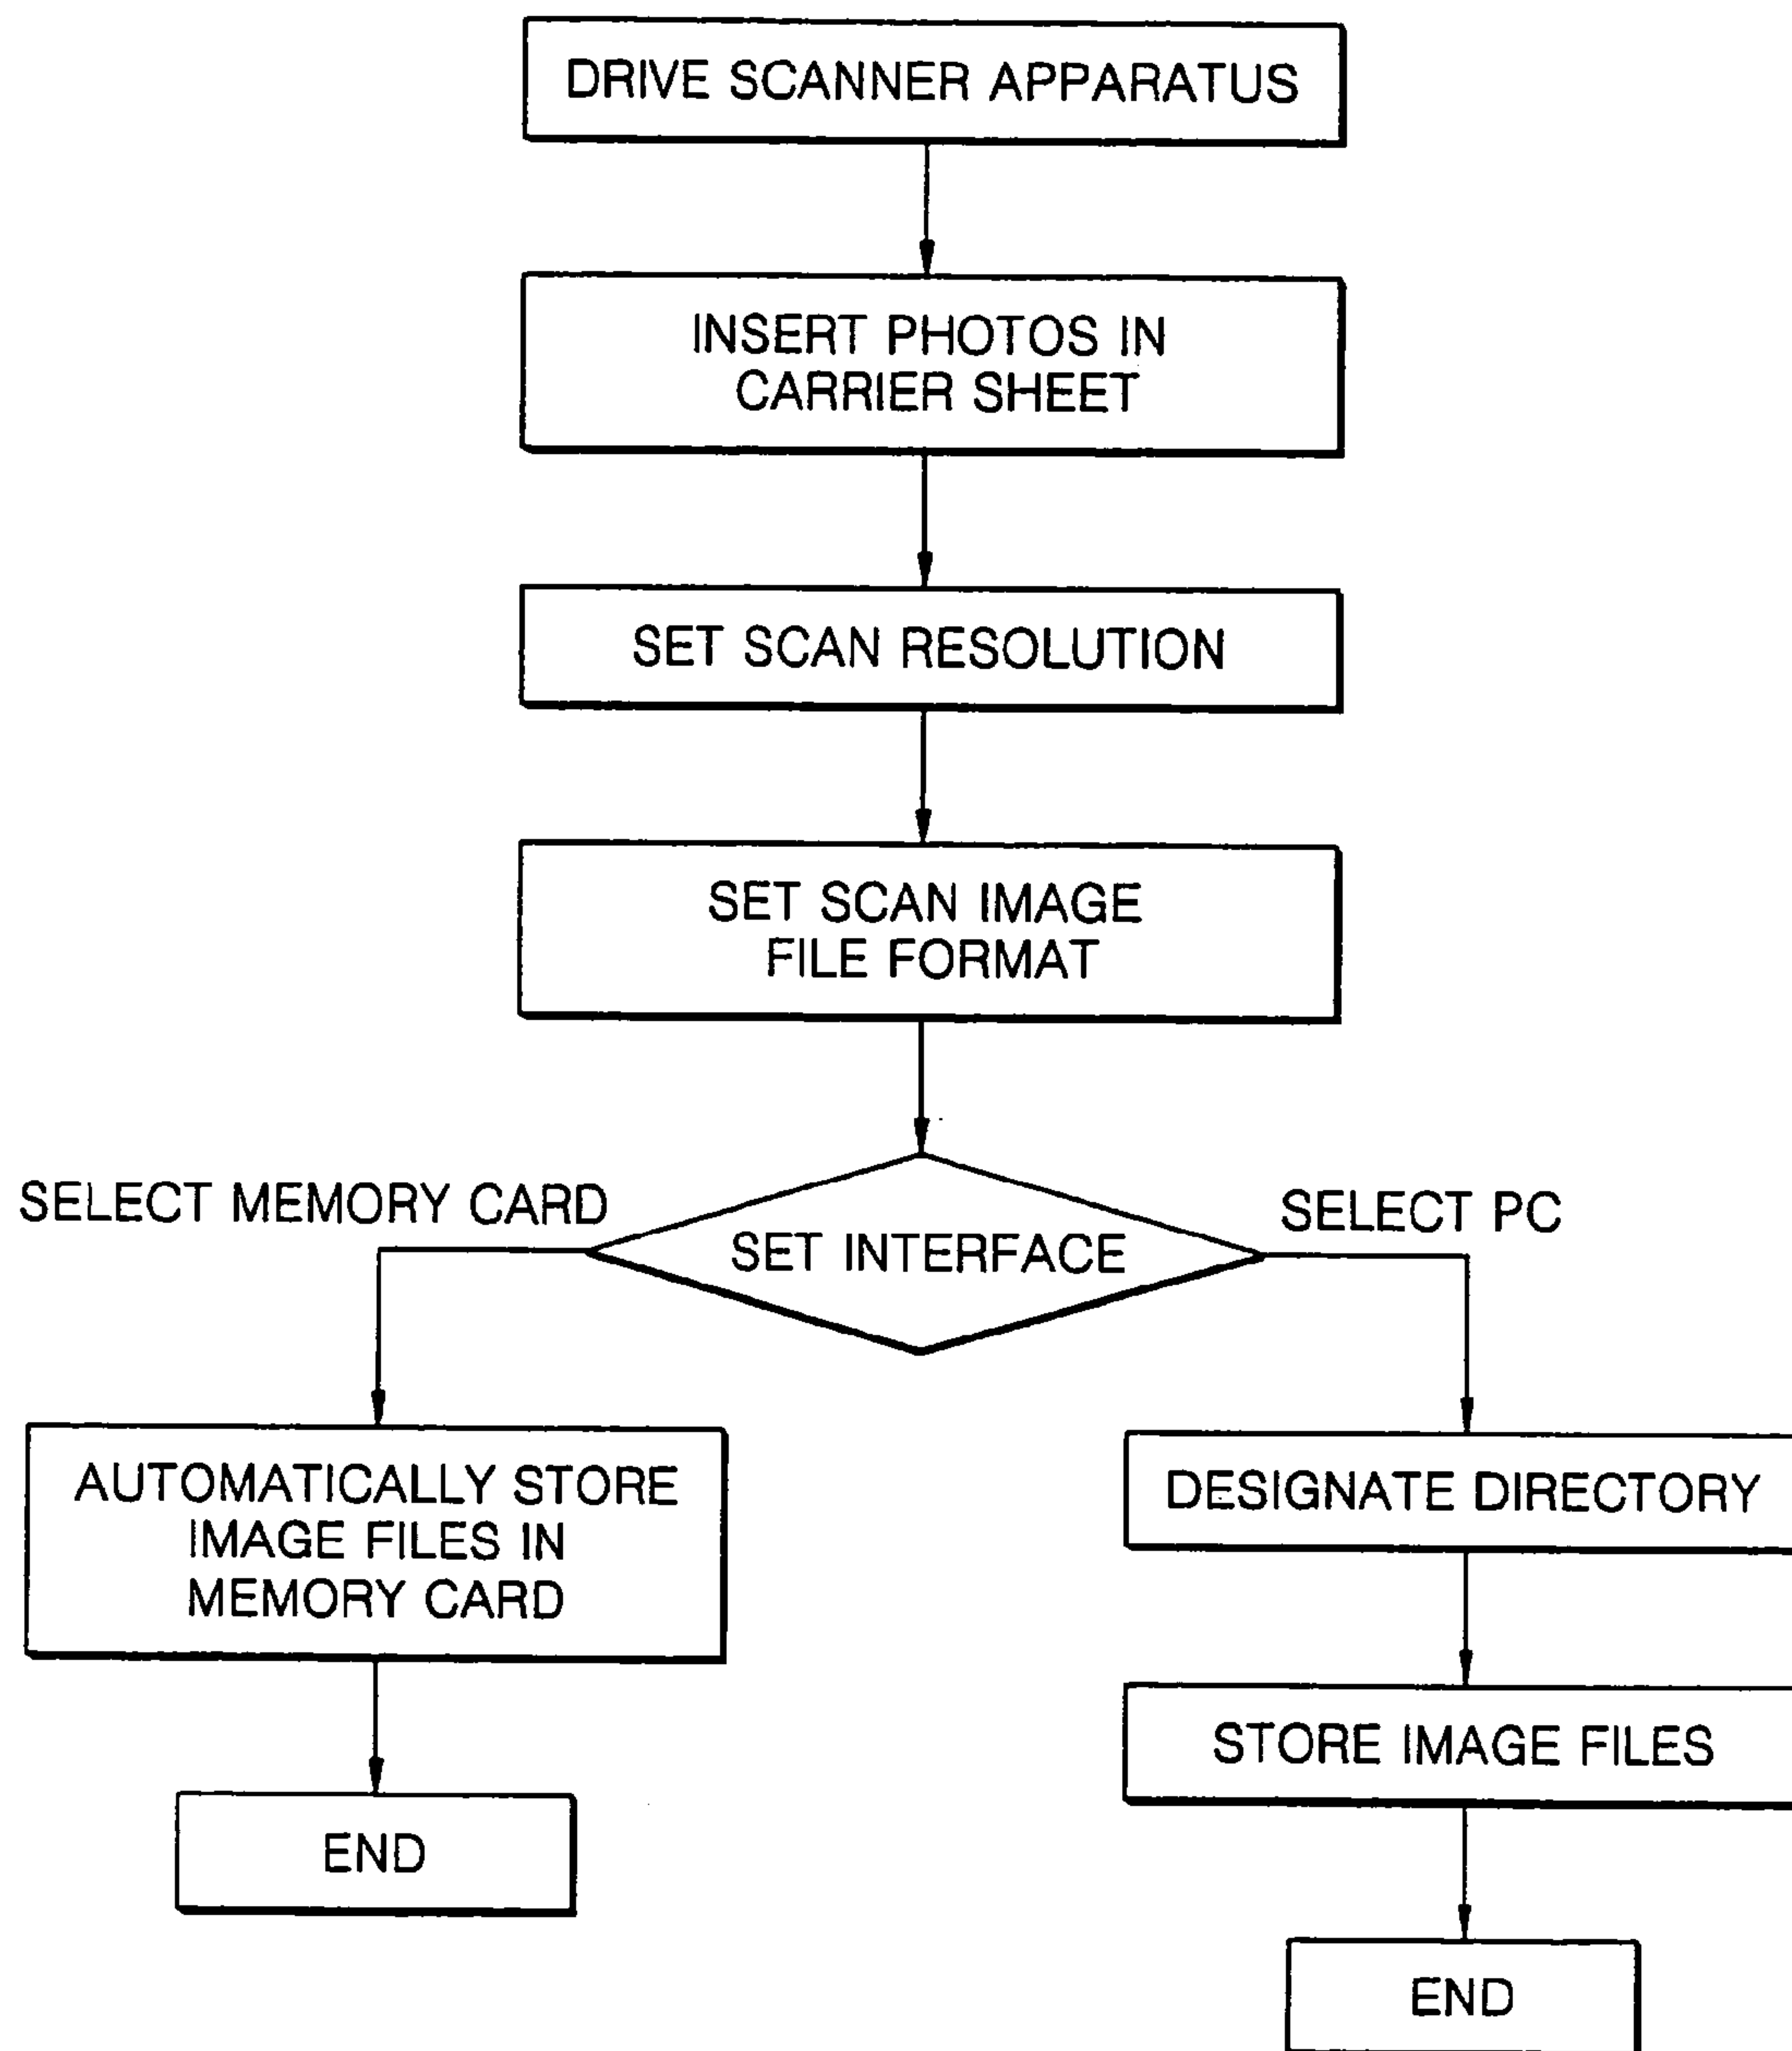 DRIVE SCANNER APPARATUS
INSERT PHOTOS IN
CARRIER SHEET
SET SCAN RESOLUTION
SET SCAN IMAGE
FILE FORMAT
SELECT MEMORY CARD
SET INTERFACE
SELECT PC
AUTOMATICALLY STORE
IMAGE FILES IN
MEMORY CARD
END
DESIGNATE DIRECTORY
STORE IMAGE FILES
END